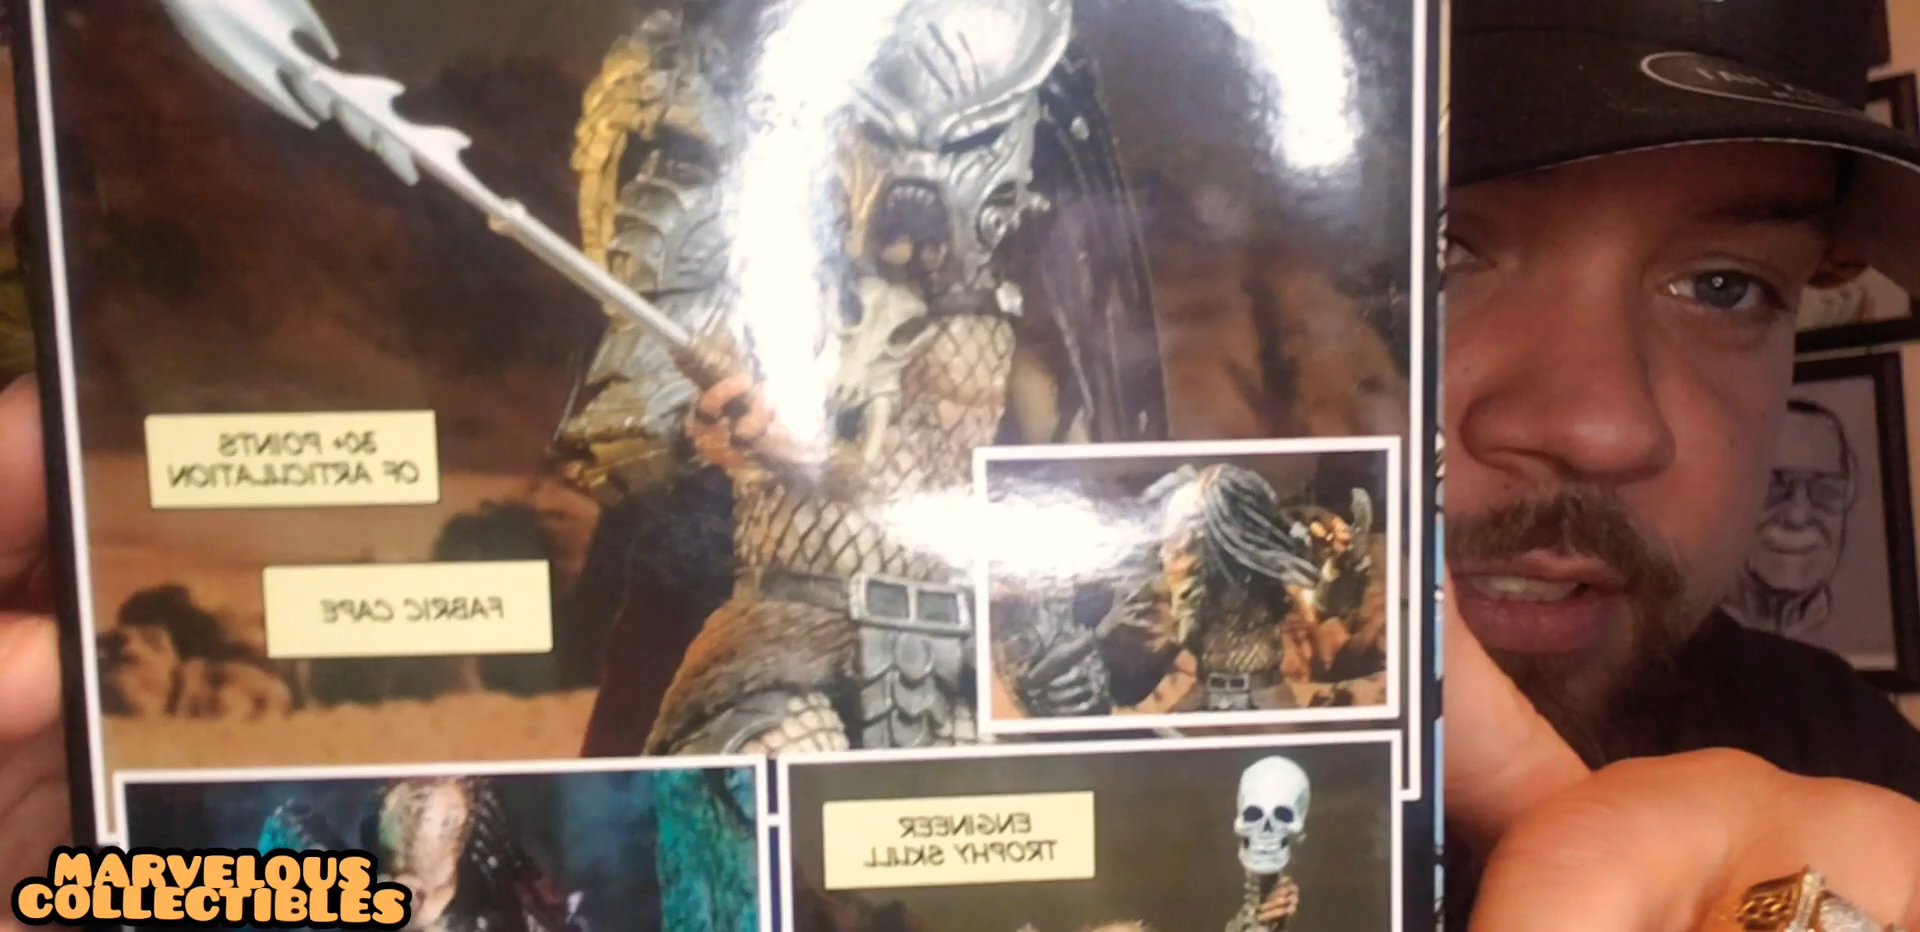 30+ POINTS
OF ARTICULATION
FABRIC CAPE
ENGINEER
TROPHY SKULL
MARVELOUS
COLLECTIBLES